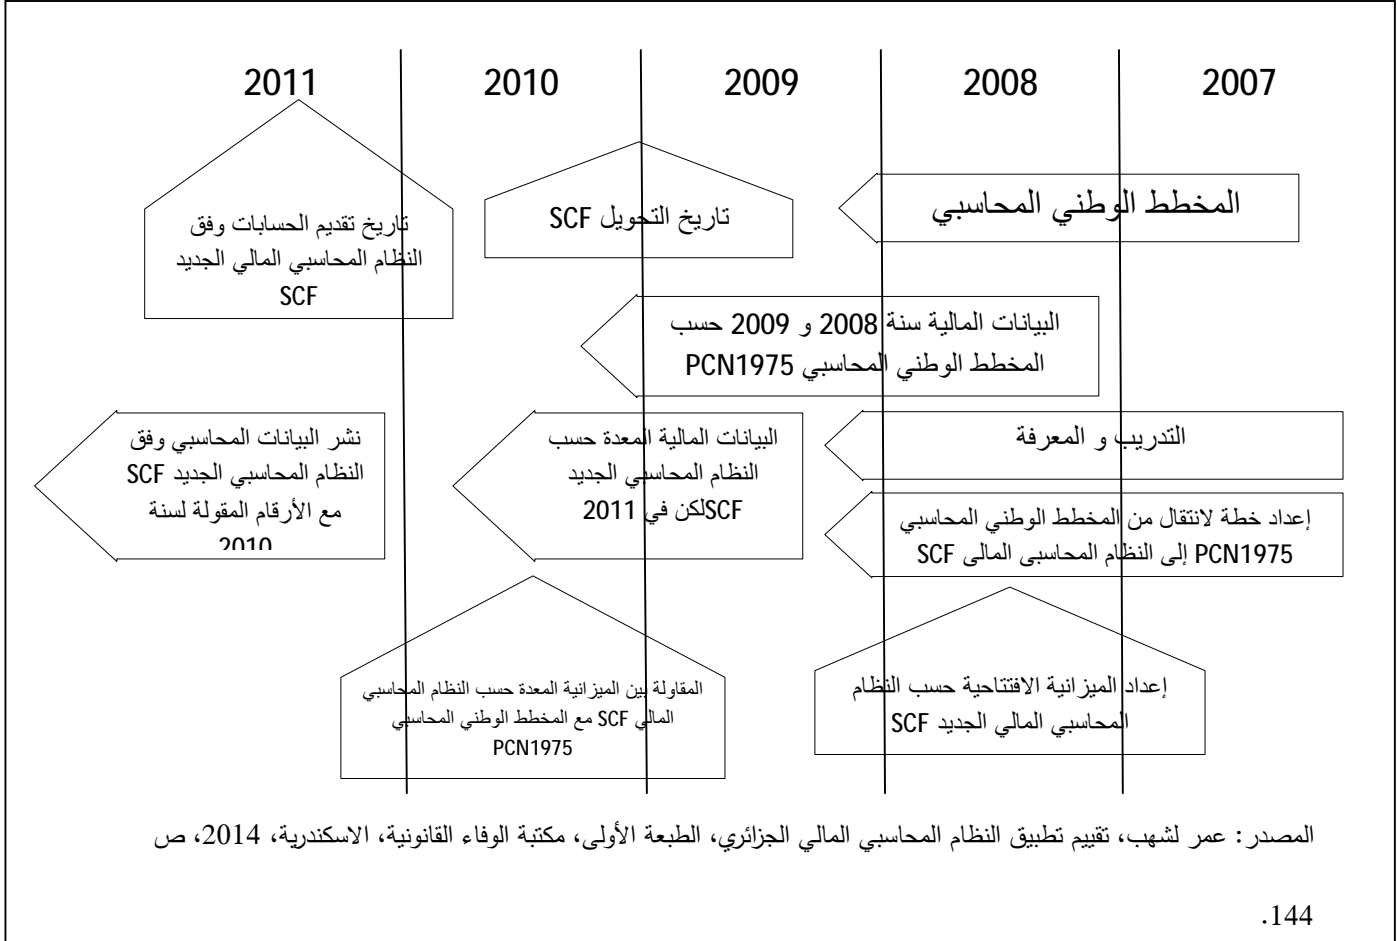 2007
2008
2009
2010
2011
المخطط الوطني المحاسبي
تاريخ التحويل SCF
تاريخ تقديم الحسابات وفق
النظام المحاسبي المالي الجديد
SCF
البيانات المالية سنة 2008 و 2009 حسب
المخطط الوطني المحاسبي PCN1975
التدريب و المعرفة
البيانات المالية المعدة حسب
النظام المحاسبي الجديد
SCFلكن في 2011
نشر البيانات المحاسبي وفق
النظام المحاسبي الجديد SCF
مع الأرقام المقولة لسنة
2010
إعداد خطة لانتقال من المخطط الوطني المحاسبي
PCN1975 إلى النظام المحاسبي المالي SCF
إعداد الميزانية الافتتاحية حسب النظام
المحاسبي المالي الجديد SCF
المقاولة بين الميزانية المعدة حسب النظام المحاسبي
المالي SCF مع المخطط الوطني المحاسبي
PCN1975
المصدر: عمر لشهب، تقييم تطبيق النظام المحاسبي المالي الجزائري، الطبعة الأولى، مكتبة الوفاء القانونية، الاسكندرية، 2014، ص
144.